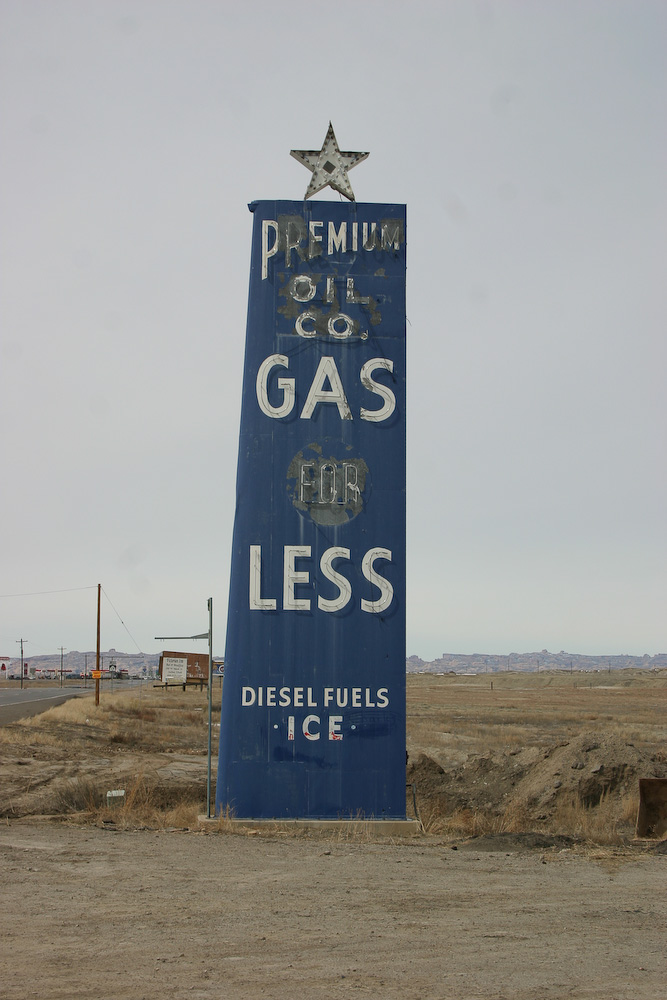 PREMIUM
OIL
CO.
GAS
FOR
LESS
DIESEL FUELS
· ICE ·